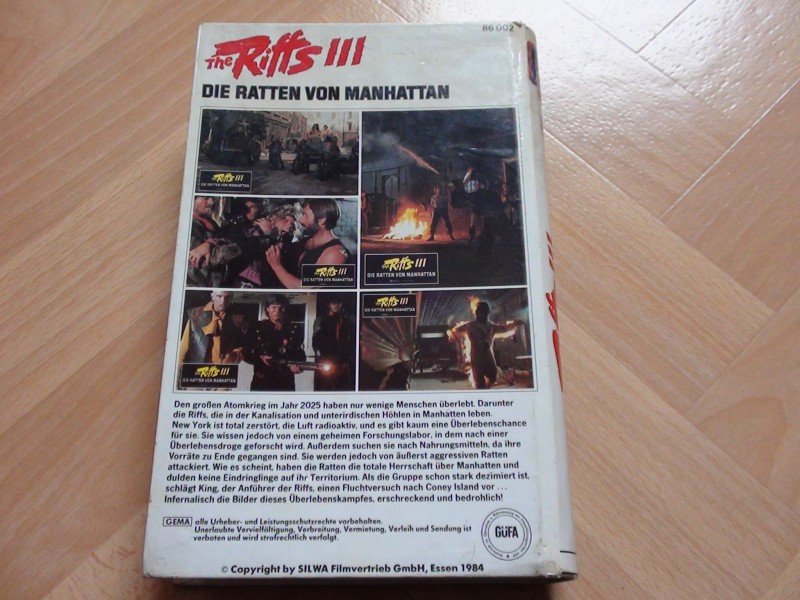 86 002
The Riffs III
DIE RATTEN VON MANHATTAN
The Riffs III
DIE RATTEN VON MANHATTAN
The Riffs III
DIE RATTEN VON MANHATTAN
The Riffs III
DIE RATTEN VON MANHATTAN
The Riffs III
DIE RATTEN VON MANHATTAN
The Riffs III
DIE RATTEN VON MANHATTAN
Den großen Atomkrieg im Jahr 2025 haben nur wenige Menschen überlebt. Darunter
die Riffs, die in der Kanalisation und unterirdischen Höhlen in Manhatten leben.
New York ist total zerstört, die Luft radioaktiv, und es gibt kaum eine Überlebenschance
für sie. Sie wissen jedoch von einem geheimen Forschungslabor, in dem nach einer
Überlebensdroge geforscht wird. Außerdem suchen sie nach Nahrungsmitteln, da ihre
Vorräte zu Ende gegangen sind. Sie werden jedoch von äußerst aggressiven Ratten
attackiert. Wie es scheint, haben die Ratten die totale Herrschaft über Manhatten und
dulden keine Eindringlinge auf ihr Territorium. Als die Gruppe schon stark dezimiert ist,
schlägt King, der Anführer der Riffs, einen Fluchtversuch nach Coney Island vor ...
Infernalisch die Bilder dieses Überlebenskampfes, erschreckend und bedrohlich!
GEMA alle Urheber- und Leistungsschutzrechte vorbehalten.
Unerlaubte Vervielfältigung, Verbreitung, Vermietung, Verleih und Sendung ist
verboten und wird strafrechtlich verfolgt.
GÜFA
© Copyright by SILWA Filmvertrieb GmbH, Essen 1984
Riffs III